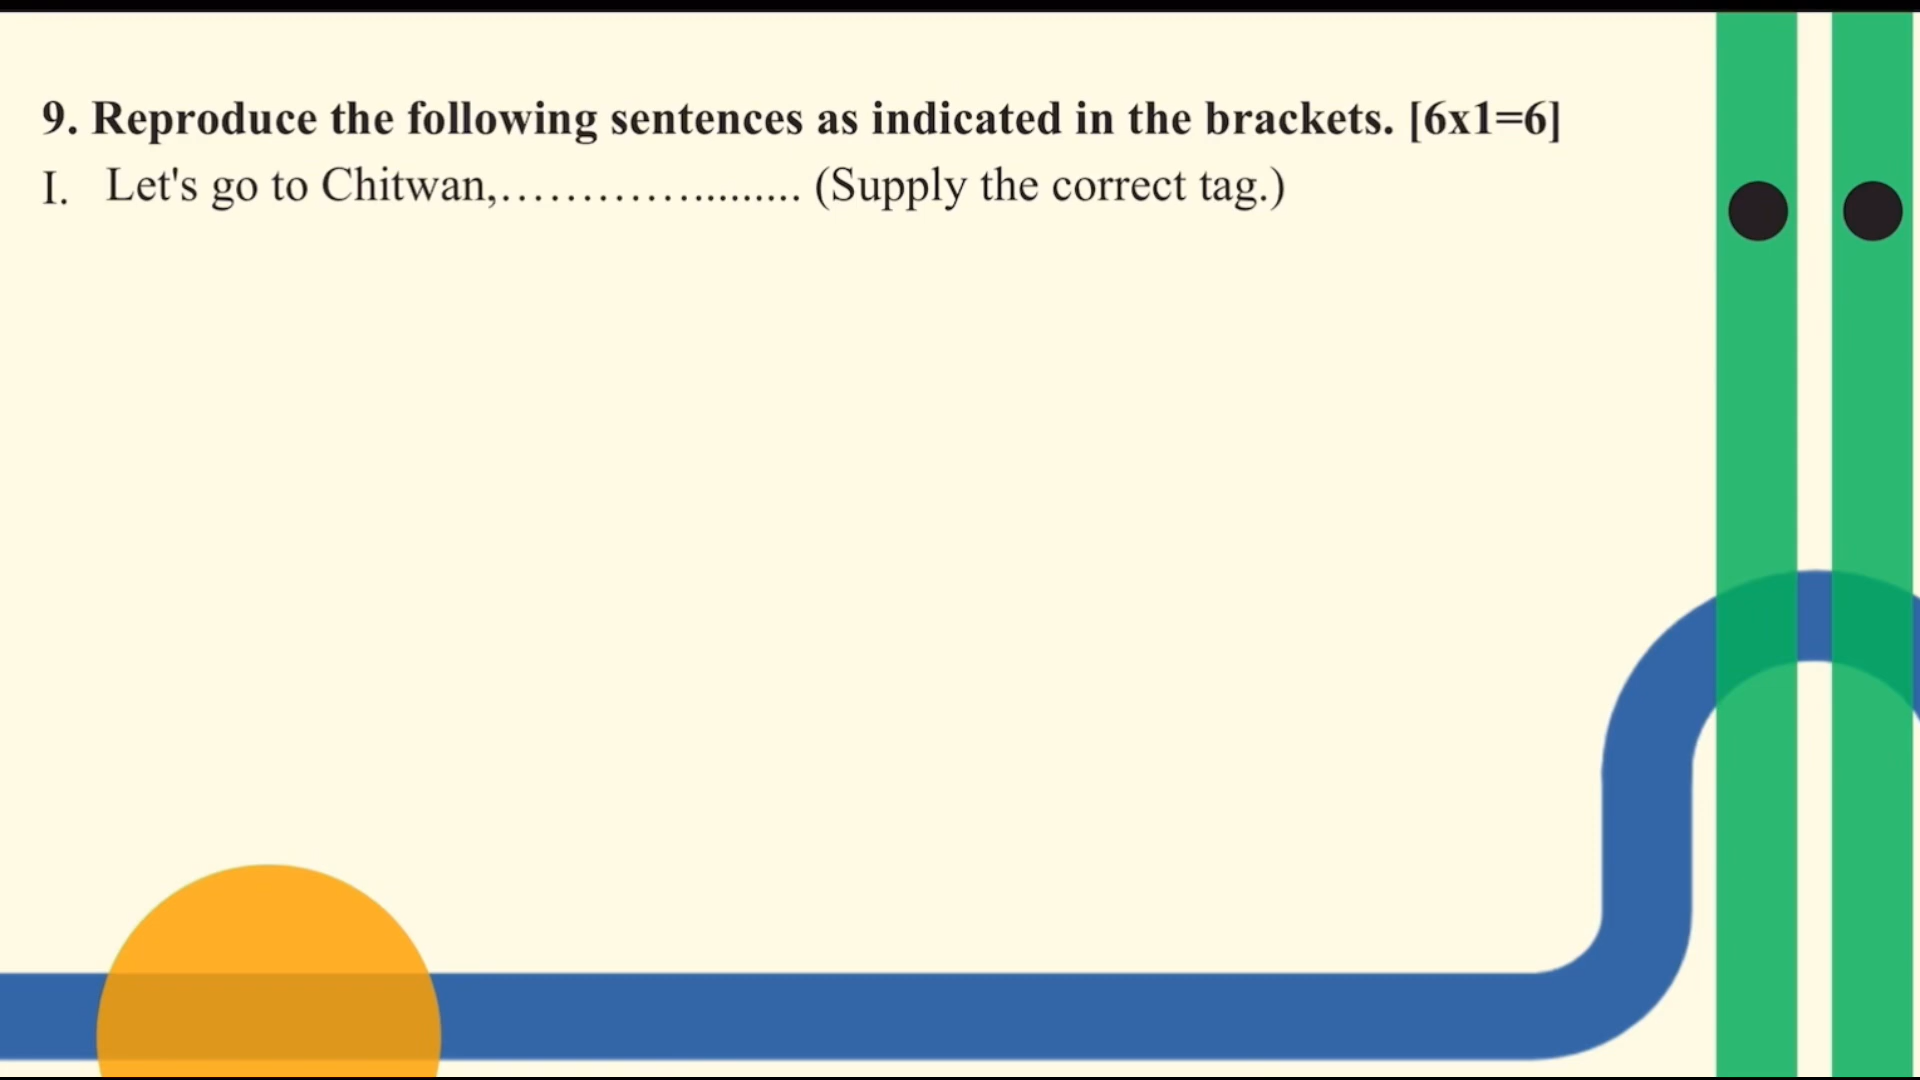 9. Reproduce the following sentences as indicated in the brackets. [6x1=6]
I. Let's go to Chitwan,…………......... (Supply the correct tag.)